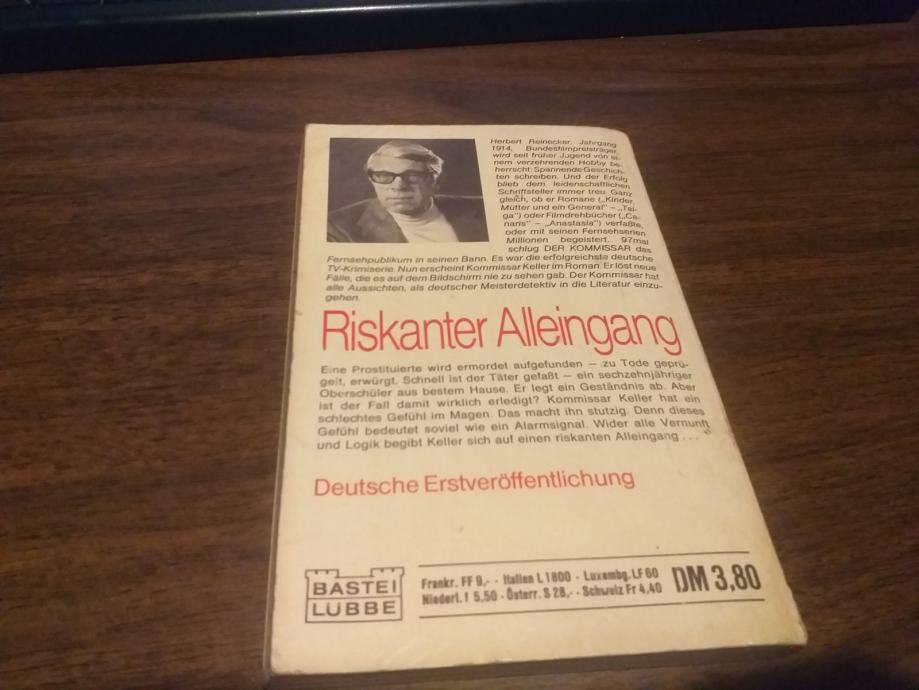 Herbert Reinecker, Jahrgang
1914, Bundesfilmpreisträger,
wird seit früher Jugend von ei-
nem verzehrenden Hobby be-
herrscht: Spannende Geschich-
ten schreiben. Und der Erfolg
blieb dem leidenschaftlichen
Schriftsteller immer treu. Ganz
gleich, ob er Romane („Kinder,
Mütter und ein General“ – „Tai-
ga“) oder Filmdrehbücher („Ca-
naris“ – „Anastasia“) verfaßte,
oder mit seinen Fernsehserien
Millionen begeistert. 97mal
schlug DER KOMMISSAR das
Fernsehpublikum in seinen Bann. Es war die erfolgreichste deutsche
TV-Krimiserie. Nun erscheint Kommissar Keller im Roman. Er löst neue
Fälle, die es auf dem Bildschirm nie zu sehen gab. Der Kommissar hat
alle Aussichten, als deutscher Meisterdetektiv in die Literatur einzu-
gehen.
Riskanter Alleingang
Eine Prostituierte wird ermordet aufgefunden – zu Tode geprü-
gelt, erwürgt. Schnell ist der Täter gefaßt – ein sechzehnjähriger
Oberschüler aus bestem Hause. Er legt ein Geständnis ab. Aber
ist der Fall damit wirklich erledigt? Kommissar Keller hat ein
schlechtes Gefühl im Magen. Das macht ihn stutzig. Denn dieses
Gefühl bedeutet soviel wie ein Alarmsignal. Wider alle Vernunft
und Logik begibt Keller sich auf einen riskanten Alleingang . . .
Deutsche Erstveröffentlichung
BASTEI
LÜBBE
Frankr. FF 9,- · Italien L 1800 · Luxembg. LF 60
Niederl. f 5,50 · Österr. S 28,- · Schweiz Fr 4,40
DM 3,80